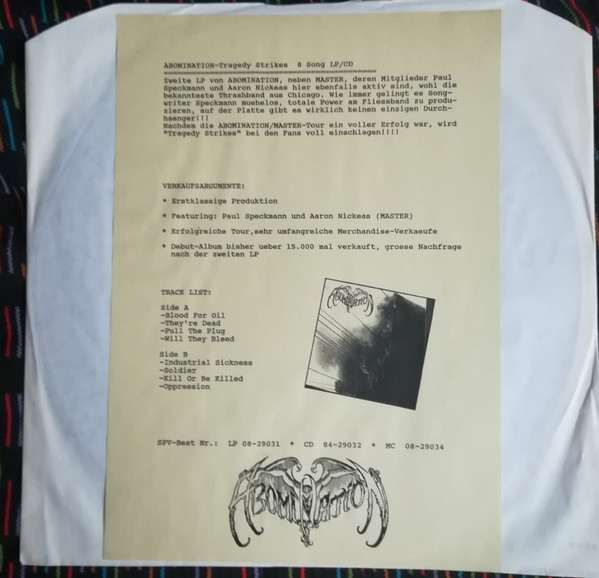 ABOMINATION-Tragedy Strikes 8 Song LP/CD
Zweite LP von ABOMINATION, neben MASTER, deren Mitglieder Paul
Speckmann und Aaron Nickeas hier ebenfalls aktiv sind, wohl die
bekannteste Thrashband aus Chicago. Wie immer gelingt es Song-
writer Speckmann muehelos, totale Power am Fliessband zu produ-
sieren, auf der Platte gibt es wirklich keinen einzigen Durch-
haenger!!!
Nachdem die ABOMINATION/MASTER-Tour ein voller Erfolg war, wird
"Tragedy Strikes" bei den Fans voll einschlagen!!!!
VERKAUFSARGUMENTE:
* Erstklassige Produktion
* Featuring: Paul Speckmann und Aaron Nickeas (MASTER)
* Erfolgreiche Tour,sehr umfangreiche Merchandise-Verkaeufe
* Debut-Album bisher ueber 15.000 mal verkauft, grosse Nachfrage
nach der zweiten LP
TRACK LIST:
Side A
-Blood For Oil
-They're Dead
-Pull The Plug
-Will They Bleed
Side B
-Industrial Sickness
-Soldier
-Kill Or Be Killed
-Oppression
ABOMINATION
SPV-Best Nr.: LP 08-29031 * CD 84-29032 * MC 08-29034
ABOMINATION